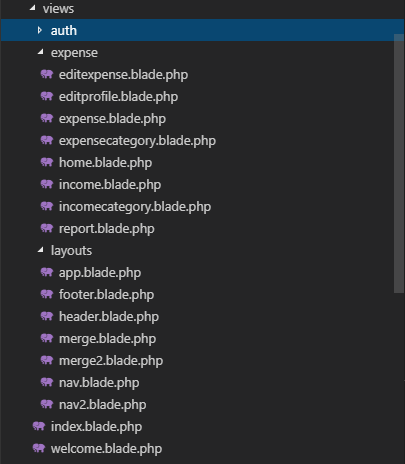 views
auth
expense
editexpense.blade.php
editprofile.blade.php
expense.blade.php
expensecategory.blade.php
home.blade.php
income.blade.php
incomecategory.blade.php
report.blade.php
layouts
app.blade.php
footer.blade.php
header.blade.php
merge.blade.php
merge2.blade.php
nav.blade.php
nav2.blade.php
index.blade.php
welcome.blade.php